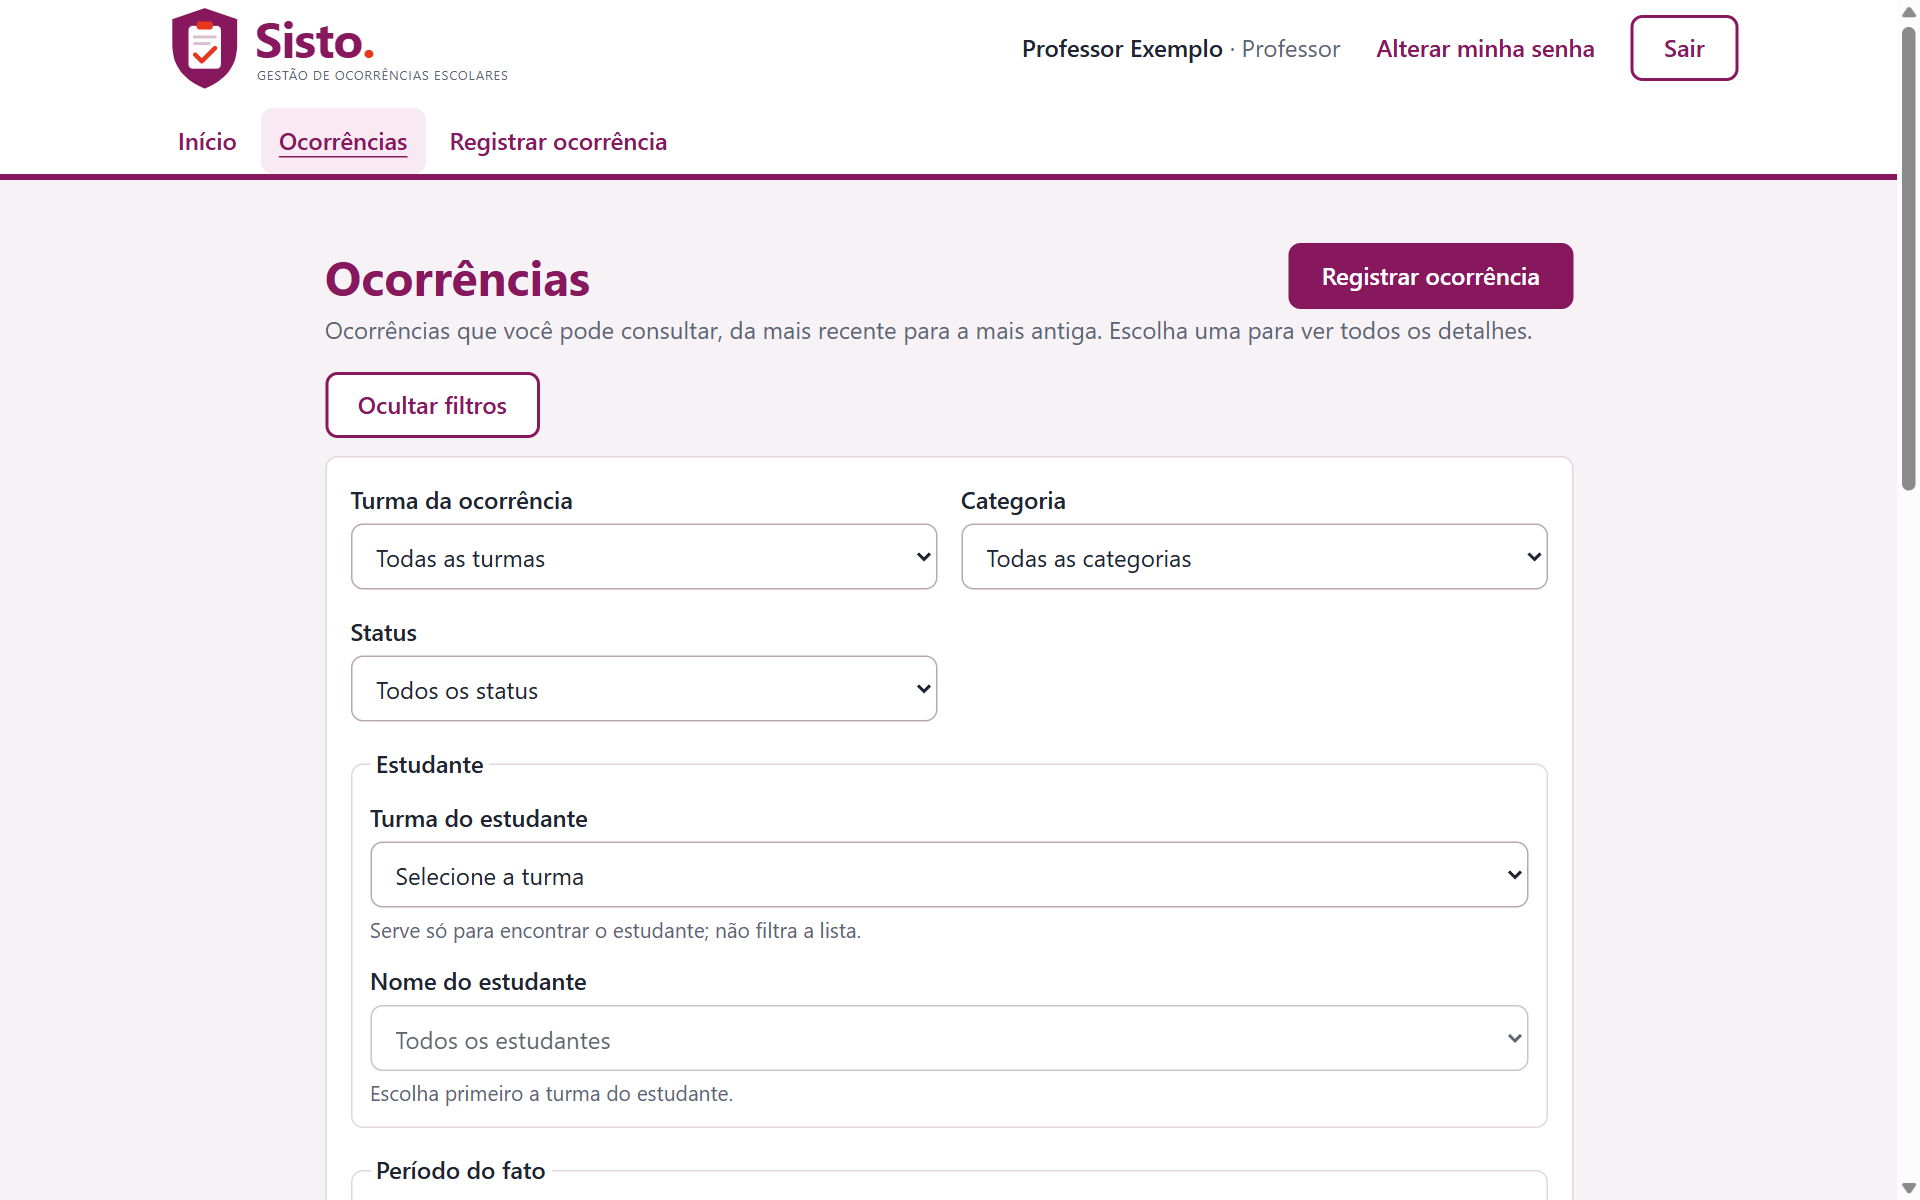 Sisto.
GESTÃO DE OCORRÊNCIAS ESCOLARES
Professor Exemplo · Professor
Alterar minha senha
Sair
Início
Ocorrências
Registrar ocorrência
Ocorrências
Registrar ocorrência
Ocorrências que você pode consultar, da mais recente para a mais antiga. Escolha uma para ver todos os detalhes.
Ocultar filtros
Turma da ocorrência
Todas as turmas
Categoria
Todas as categorias
Status
Todos os status
Estudante
Turma do estudante
Selecione a turma
Serve só para encontrar o estudante; não filtra a lista.
Nome do estudante
Todos os estudantes
Escolha primeiro a turma do estudante.
Período do fato